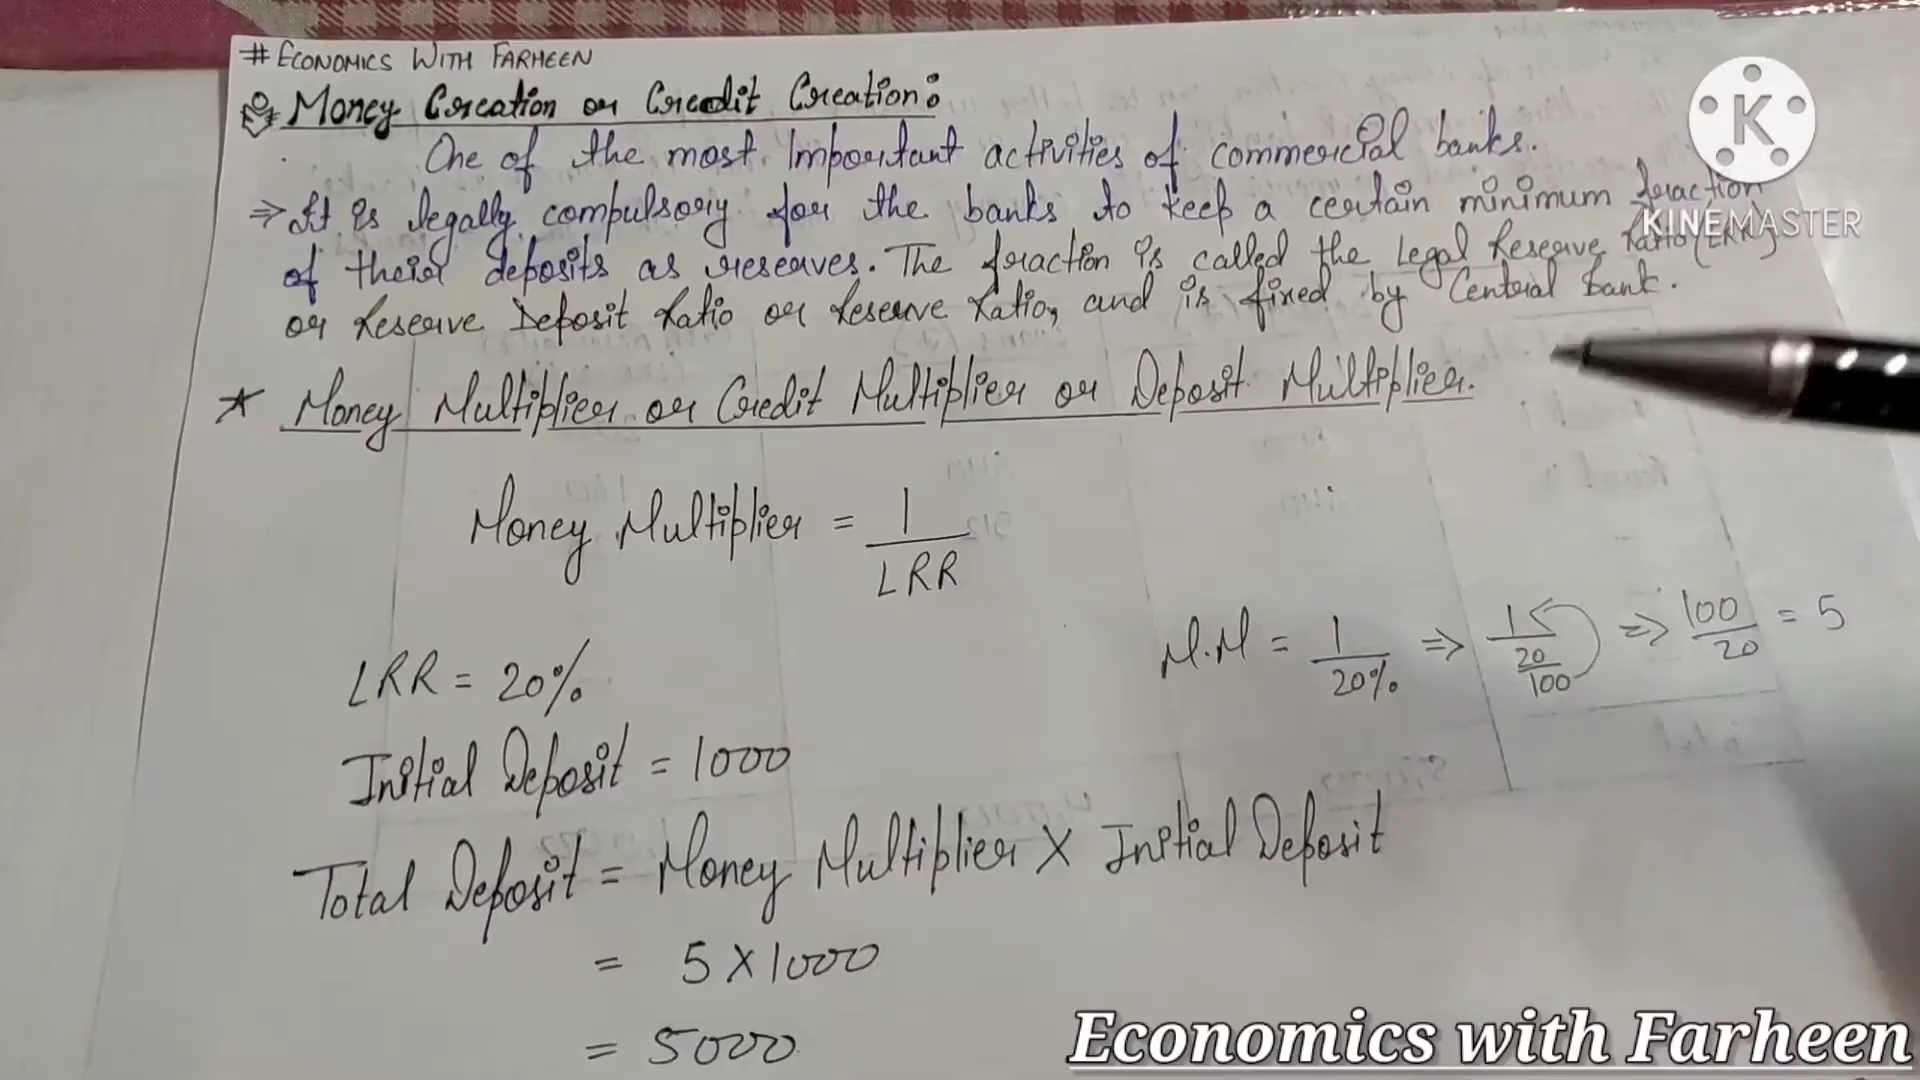 # ECONOMICS WITH FARHEEN
Money Creation or Credit Creation:
One of the most Important activities of commercial banks.
⇒ It is legally compulsory for the banks to keep a certain minimum fraction
of their deposits as reserves. The fraction is called the Legal Reserve Ratio (LRR)
or Reserve Deposit Ratio or Reserve Ratio, and is fixed by Central Bank.
K
KINEMASTER
★ Money Multiplier or Credit Multiplier or Deposit Multiplier.
Money Multiplier = 1 / LRR
M.M = 1 / 20% ⇒ 1 / 20/100 ⇒ 100/20 = 5
LRR = 20%
Initial Deposit = 1000
Total Deposit = Money Multiplier X Initial Deposit
= 5 X 1000
= 5000
Economics with Farheen